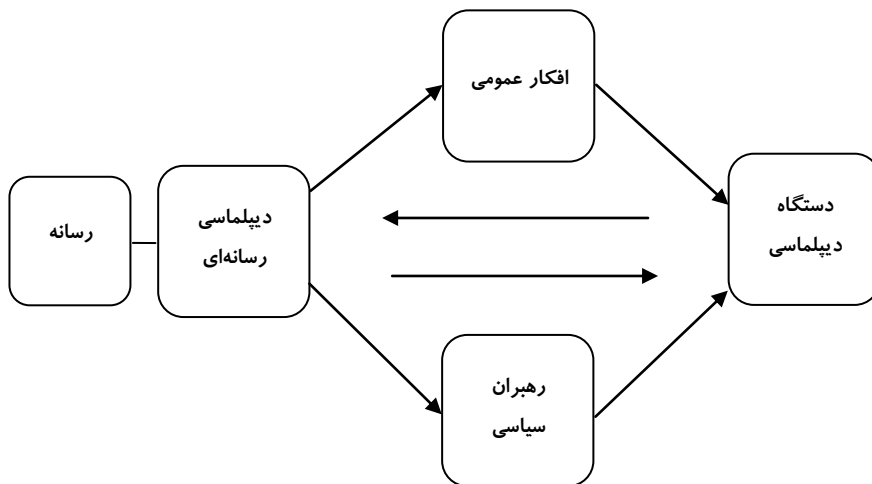 افکار عمومی
دستگاه
دیپلماسی
دیپلماسی
رسانه‌ای
رسانه
رهبران
سیاسی